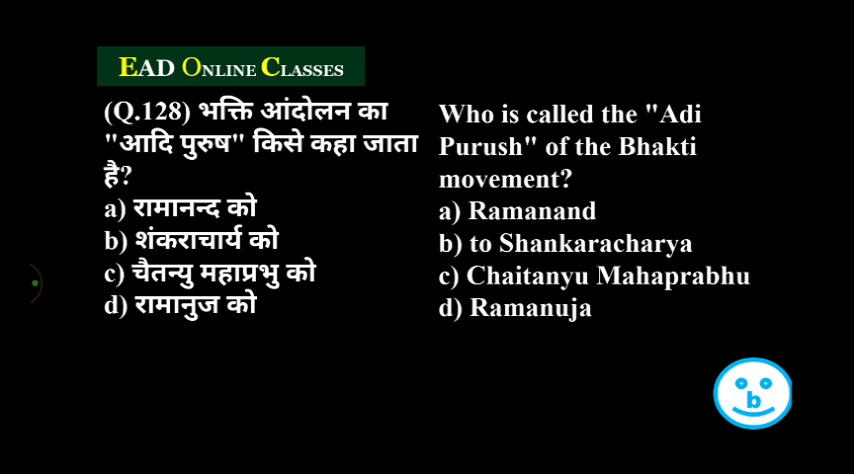 EAD ONLINE CLASSES
(Q.128) भक्ति आंदोलन का
"आदि पुरुष" किसे कहा जाता
है?
a) रामानन्द को
b) शंकराचार्य को
c) चैतन्यु महाप्रभु को
d) रामानुज को
Who is called the "Adi
Purush" of the Bhakti
movement?
a) Ramanand
b) to Shankaracharya
c) Chaitanyu Mahaprabhu
d) Ramanuja
b